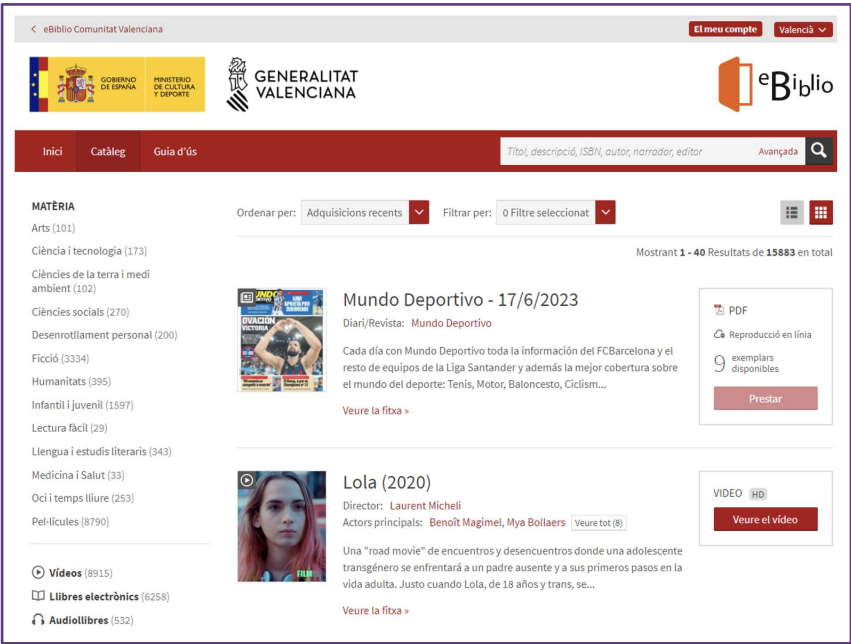 < eBiblio Comunitat Valenciana
El meu compte
Valencià
GOBIERNO DE ESPAÑA
MINISTERIO DE CULTURA Y DEPORTE
GENERALITAT VALENCIANA
eBiblio
Inici Catàleg Guia d'ús
Títol, descripció, ISBN, autor, narrador, editor Avançada
MATÈRIA
Arts (101)
Ciència i tecnologia (173)
Ciències de la terra i medi
ambient (102)
Ciències socials (270)
Desenrotllament personal (200)
Ficció (3334)
Humanitats (395)
Infantil i juvenil (1597)
Lectura fàcil (29)
Llengua i estudis literaris (343)
Medicina i Salut (33)
Oci i temps lliure (253)
Pel·lícules (8790)
Vídeos (8915)
Llibres electrònics (6258)
Audiollibres (532)
Ordenar per: Adquisicions recents Filtrar per: 0 Filtre seleccionat
Mostrant 1 - 40 Resultats de 15883 en total
OVACIÓN
VICTORIA
Mundo Deportivo - 17/6/2023
Diari/Revista: Mundo Deportivo
Cada día con Mundo Deportivo toda la información del FCBarcelona y el
resto de equipos de la Liga Santander y además la mejor cobertura sobre
el mundo del deporte: Tenis, Motor, Baloncesto, Ciclism...
Veure la fitxa »
PDF
Reproducció en línia
9 exemplars
disponibles
Prestar
FILM
Lola (2020)
Director: Laurent Micheli
Actors principals: Benoît Magimel, Mya Bollaers Veure tot (8)
Una "road movie" de encuentros y desencuentros donde una adolescente
transgénero se enfrentará a un padre ausente y a sus primeros pasos en la
vida adulta. Justo cuando Lola, de 18 años y trans, se...
Veure la fitxa »
VIDEO HD
Veure el vídeo